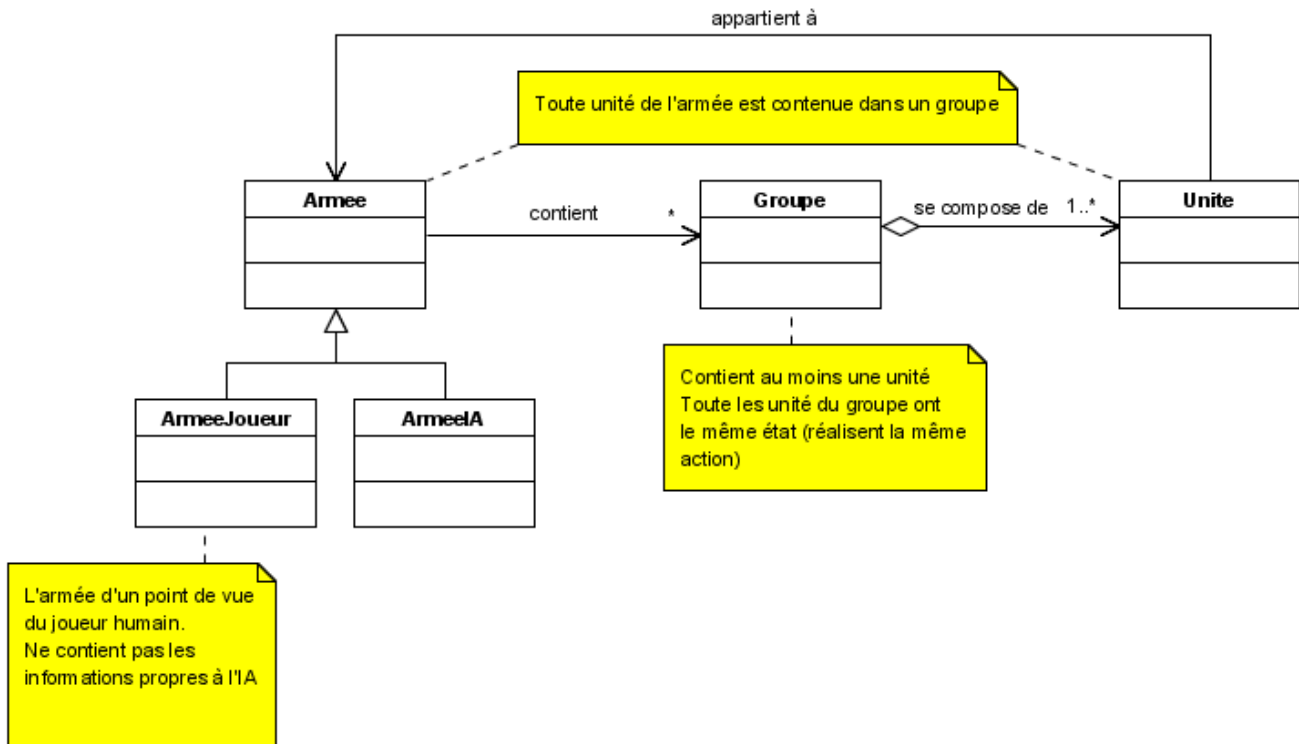 appartient à
Toute unité de l'armée est contenue dans un groupe
Armee
contient
*
Groupe
se compose de
1..*
Unite
ArmeeJoueur
ArmeeIA
Contient au moins une unité
Toute les unité du groupe ont
le même état (réalisent la même
action)
L'armée d'un point de vue
du joueur humain.
Ne contient pas les
informations propres à l'IA